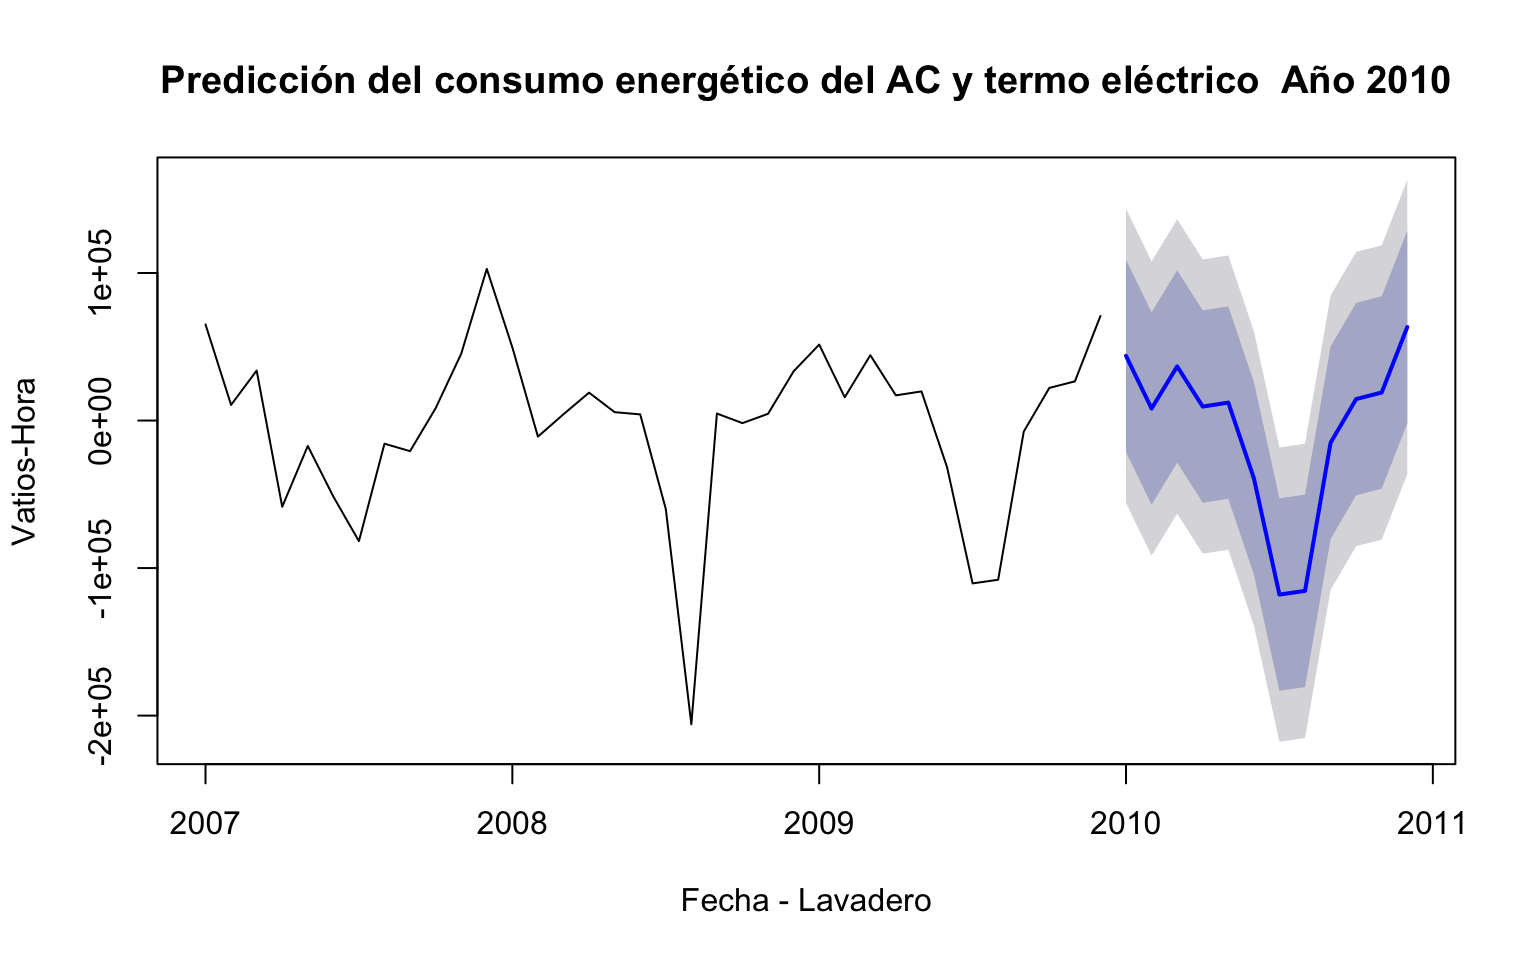 Predicción del consumo energético del AC y termo eléctrico  Año 2010
Vatios-Hora
1e+05
0e+00
-1e+05
-2e+05
2007
2008
2009
2010
2011
Fecha - Lavadero